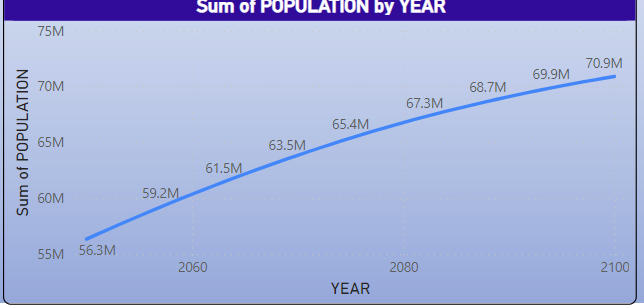 Sum of POPULATION by YEAR
75M
70M
65M
60M
55M
Sum of POPULATION
56.3M
59.2M
61.5M
63.5M
65.4M
67.3M
68.7M
69.9M
70.9M
2060
2080
2100
YEAR